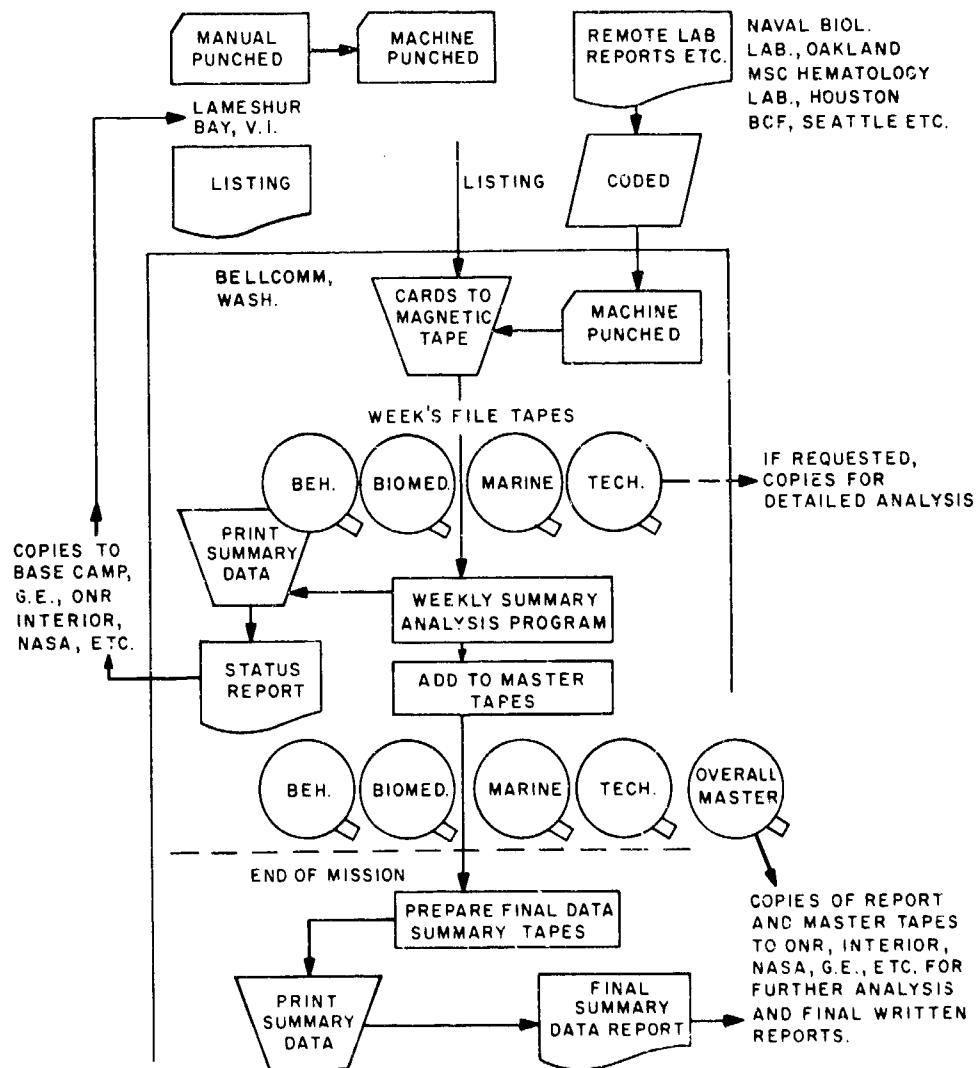 MANUAL
PUNCHED
MACHINE
PUNCHED
REMOTE LAB
REPORTS ETC.
NAVAL BIOL.
LAB., OAKLAND
MSC HEMATOLOGY
LAB., HOUSTON
BCF, SEATTLE ETC.
LAMESHUR
BAY, V.I.
LISTING
LISTING
CODED
BELLCOMM,
WASH.
CARDS TO
MAGNETIC
TAPE
MACHINE
PUNCHED
WEEK'S FILE TAPES
BEH.
BIOMED.
MARINE
TECH.
IF REQUESTED,
COPIES FOR
DETAILED ANALYSIS
PRINT
SUMMARY
DATA
COPIES TO
BASE CAMP,
G.E., ONR
INTERIOR,
NASA, ETC.
WEEKLY SUMMARY
ANALYSIS PROGRAM
STATUS
REPORT
ADD TO MASTER
TAPES
BEH.
BIOMED.
MARINE
TECH.
OVERALL
MASTER
END OF MISSION
PREPARE FINAL DATA
SUMMARY TAPES
COPIES OF REPORT
AND MASTER TAPES
TO ONR, INTERIOR,
NASA, G.E., ETC. FOR
FURTHER ANALYSIS
AND FINAL WRITTEN
REPORTS.
PRINT
SUMMARY
DATA
FINAL
SUMMARY
DATA REPORT